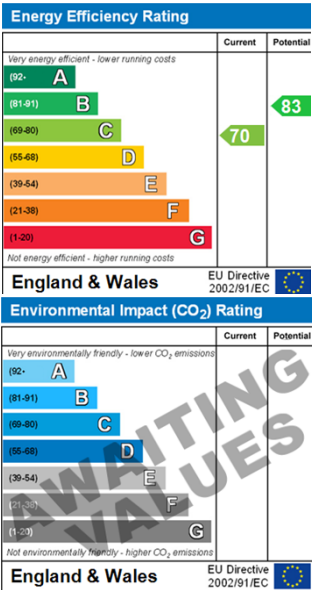 Energy Efficiency Rating
Current Potential
Very energy efficient - lower running costs
(92- A
(81-91) B 83
(69-80) C 70
(55-68) D
(39-54) E
(21-38) F
(1-20) G
Not energy efficient - higher running costs
England & Wales EU Directive 2002/91/EC
Environmental Impact (CO₂) Rating
Current Potential
Very environmentally friendly - lower CO₂ emissions
(92- A
(81-91) B
(69-80) C
(55-68) D
(39-54) E
(21-38) F
(1-20) G
AWAITING
VALUES
Not environmentally friendly - higher CO₂ emissions
England & Wales EU Directive 2002/91/EC